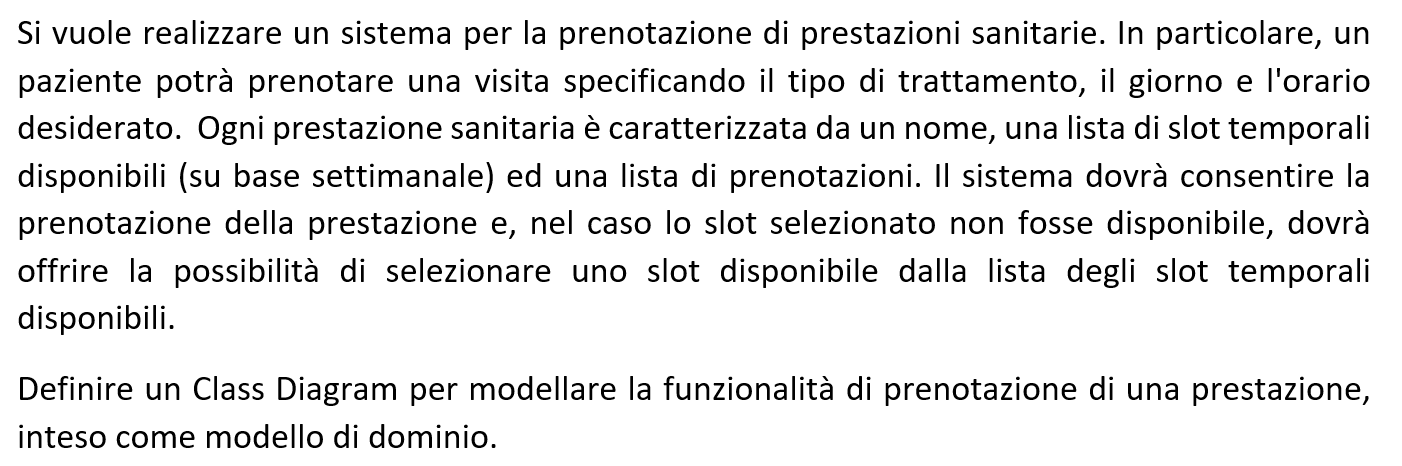 Si vuole realizzare un sistema per la prenotazione di prestazioni sanitarie. In particolare, un
paziente potrà prenotare una visita specificando il tipo di trattamento, il giorno e l'orario
desiderato.  Ogni prestazione sanitaria è caratterizzata da un nome, una lista di slot temporali
disponibili (su base settimanale) ed una lista di prenotazioni. Il sistema dovrà consentire la
prenotazione della prestazione e, nel caso lo slot selezionato non fosse disponibile, dovrà
offrire la possibilità di selezionare uno slot disponibile dalla lista degli slot temporali
disponibili.
Definire un Class Diagram per modellare la funzionalità di prenotazione di una prestazione,
inteso come modello di dominio.